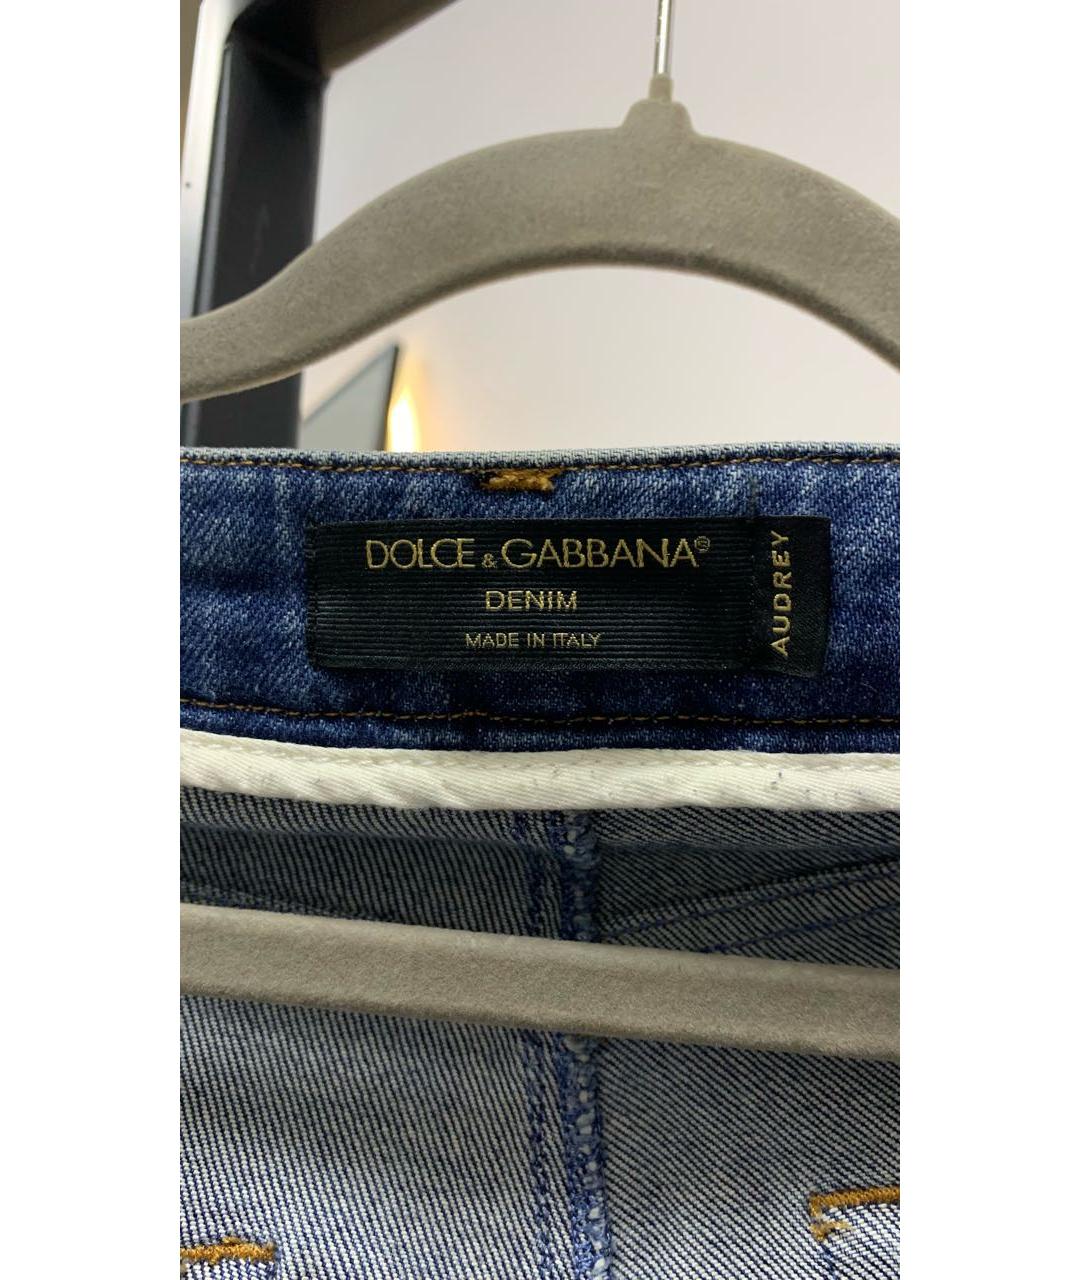 DOLCE & GABBANA®
DENIM
MADE IN ITALY
AUDREY